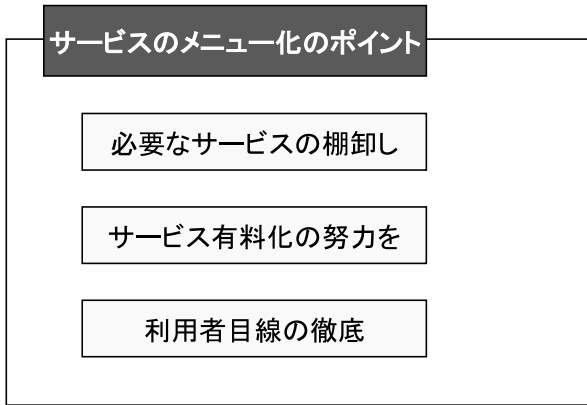 サービスのメニュー化のポイント
必要なサービスの棚卸し
サービス有料化の努力を
利用者目線の徹底